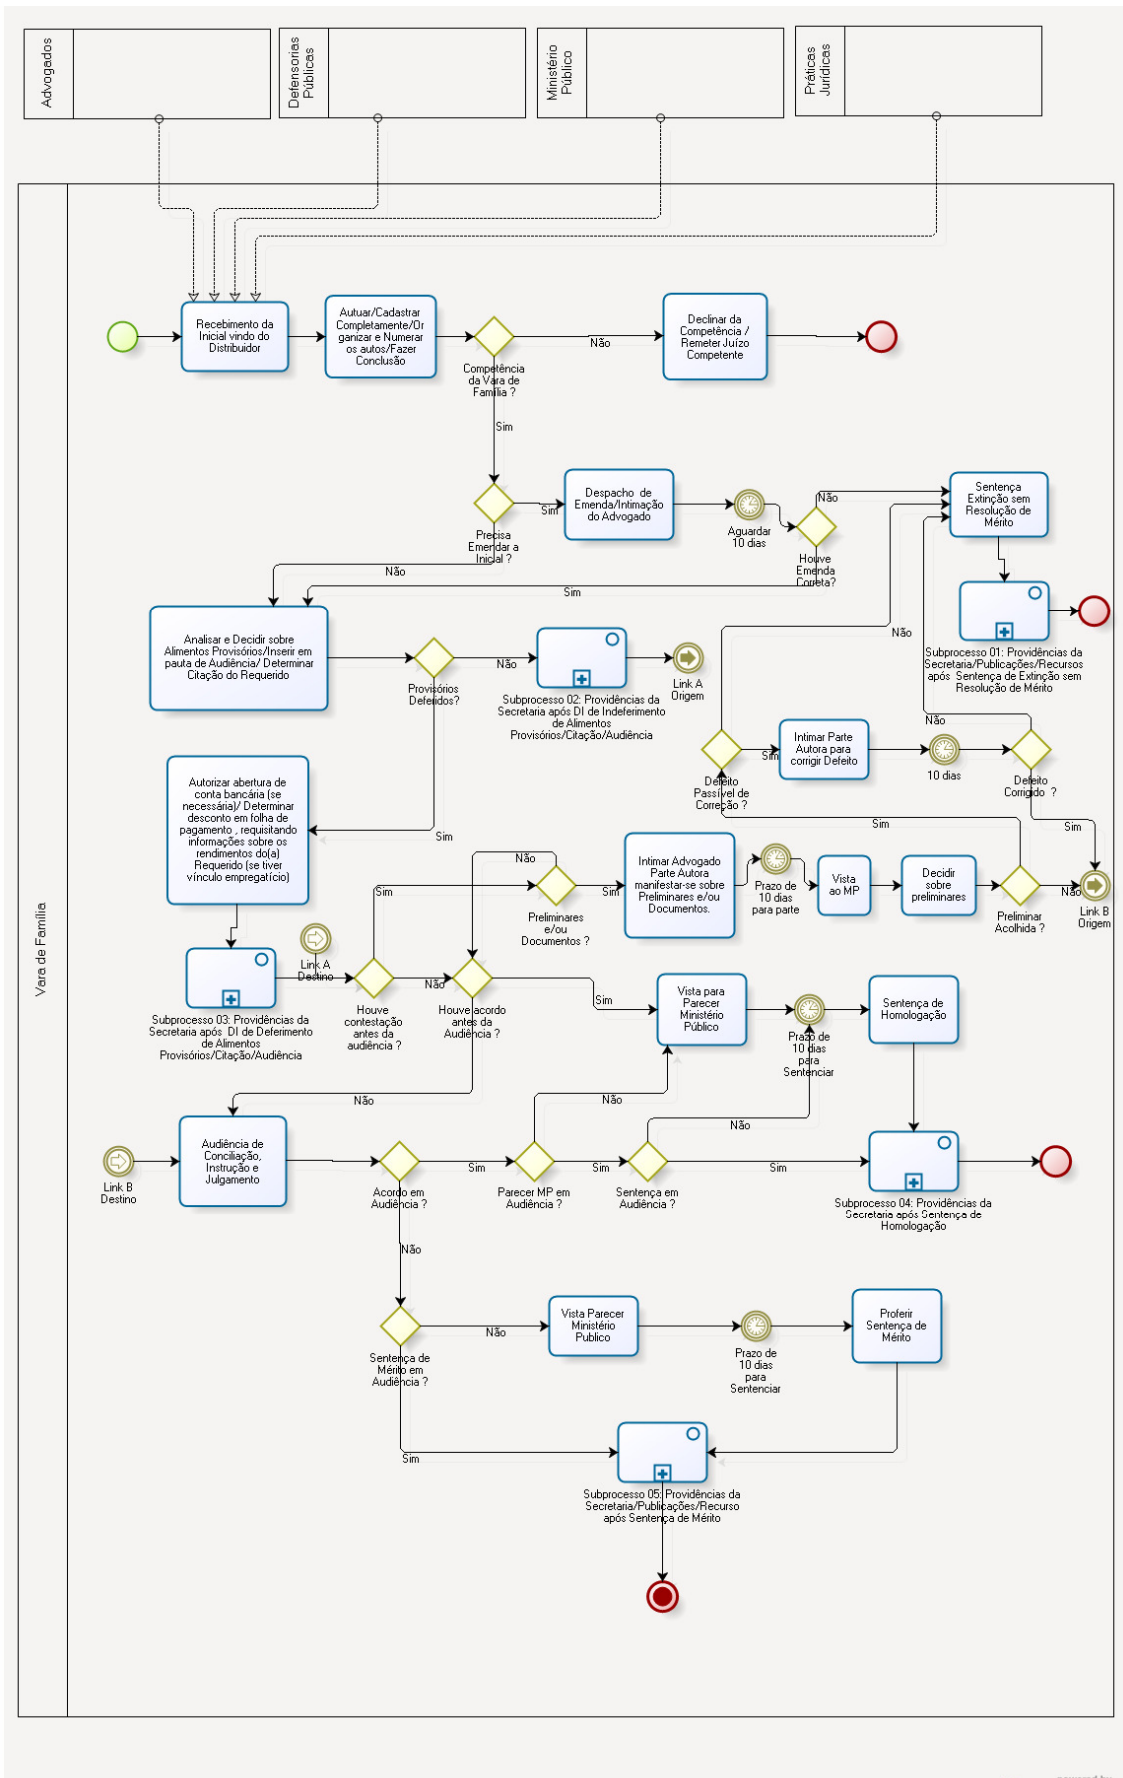 Advogados
Defensorias
Públicas
Ministério
Público
Práticas
Jurídicas
Vara de Família
Recebimento da
Inicial vindo do
Distribuidor
Autuar/Cadastrar
Completamente/Or
ganizar e Numerar
os autos/Fazer
Conclusão
Competência
da Vara de
Família ?
Não
Declinar da
Competência /
Remeter Juízo
Competente
Sim
Precisa
Emendar a
Inicial ?
Sim
Despacho de
Emenda/Intimação
do Advogado
Aguardar
10 dias
Não
Houve
Emenda
Correta?
Sentença
Extinção sem
Resolução de
Mérito
Não
Sim
Subprocesso 01: Providências da
Secretaria/Publicações/Recursos
após Sentença de Extinção sem
Resolução de Mérito
Analisar e Decidir sobre
Alimentos Provisórios/Inserir em
pauta de Audiência/ Determinar
Citação do Requerido
Provisórios
Deferidos?
Não
Subprocesso 02: Providências da
Secretaria após DI de Indeferimento
de Alimentos
Provisórios/Citação/Audiência
Link A
Origem
Não
Não
Defeito
Passível de
Correção ?
Sim
Intimar Parte
Autora para
corrigir Defeito
10 dias
Defeito
Corrigido ?
Sim
Sim
Sim
Autorizar abertura de
conta bancária (se
necessária)/ Determinar
desconto em folha de
pagamento , requisitando
informações sobre os
rendimentos do(a)
Requerido (se tiver
vínculo empregatício)
Não
Sim
Preliminares
e/ou
Documentos ?
Sim
Intimar Advogado
Parte Autora
manifestar-se sobre
Preliminares e/ou
Documentos.
Prazo de
10 dias
para parte
Vista
ao MP
Decidir
sobre
preliminares
Preliminar
Acolhida ?
Não
Link B
Origem
Link A
Destino
Subprocesso 03: Providências da
Secretaria após DI de Deferimento
de Alimentos
Provisórios/Citação/Audiência
Houve
contestação
antes da
audiência ?
Não
Houve acordo
antes da
Audiência ?
Sim
Vista para
Parecer
Ministério
Público
Prazo de
10 dias
para
Sentenciar
Sentença de
Homologação
Não
Não
Não
Link B
Destino
Audiência de
Conciliação,
Instrução e
Julgamento
Acordo em
Audiência ?
Sim
Parecer MP em
Audiência ?
Sim
Sentença em
Audiência ?
Sim
Subprocesso 04: Providências da
Secretaria após Sentença de
Homologação
Não
Sentença de
Mérito em
Audiência ?
Não
Vista Parecer
Ministério
Publico
Prazo de
10 dias
para
Sentenciar
Proferir
Sentença de
Mérito
Sim
Subprocesso 05: Providências da
Secretaria/Publicações/Recurso
após Sentença de Mérito